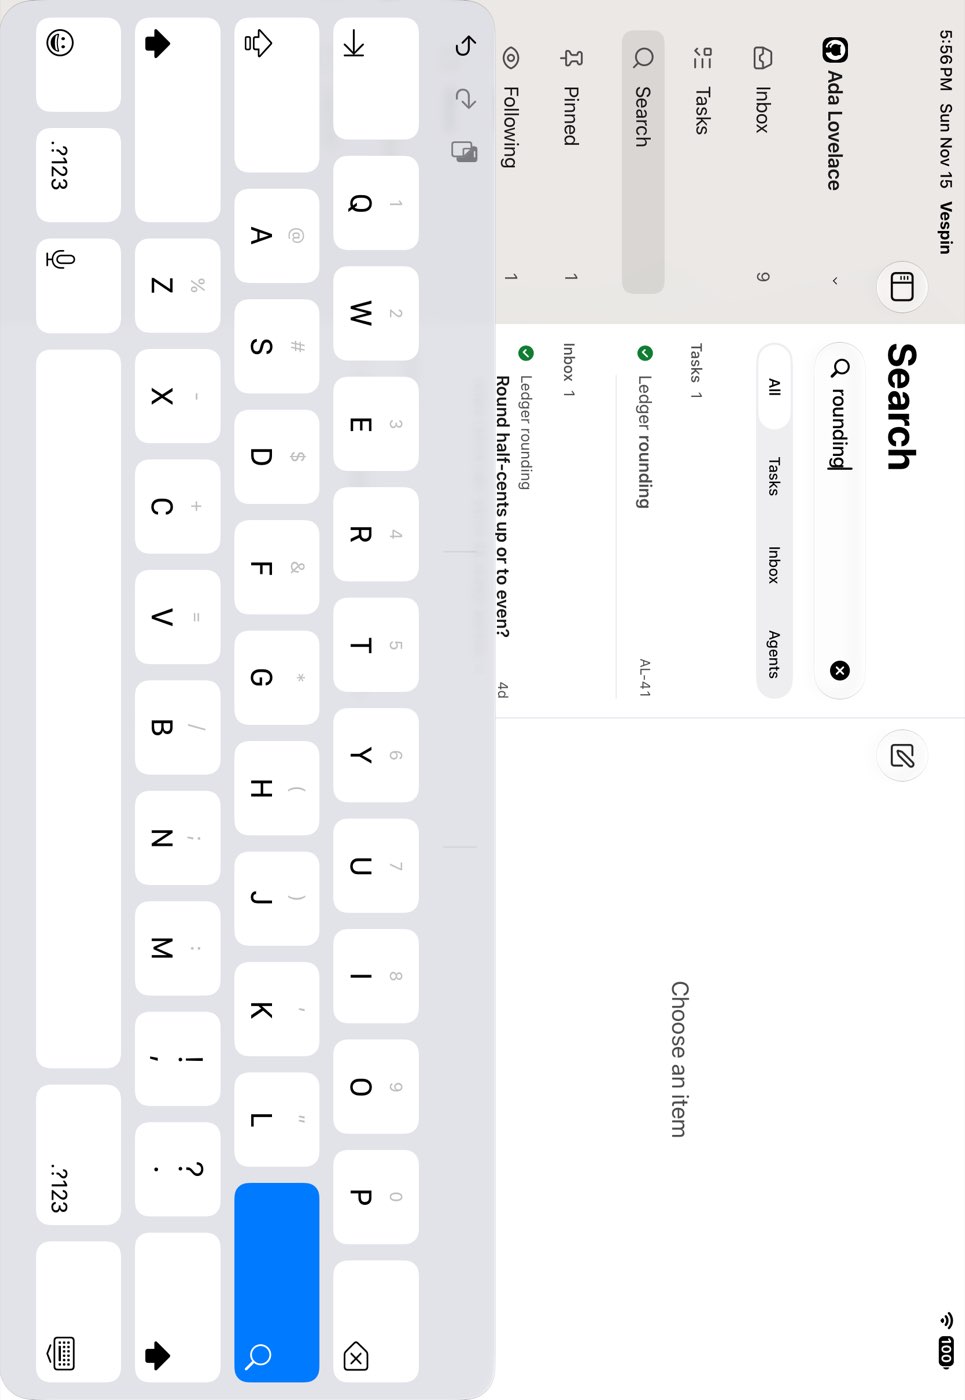 5:56 PM Sun Nov 15 Vespin
100
Ada Lovelace
Inbox 9
Tasks
Search
Pinned 1
Following 1
Search
rounding
All Tasks Inbox Agents
Tasks 1
Ledger rounding AL-41
Inbox 1
Ledger rounding
Round half-cents up or to even? 4d
Choose an item
1 2 3 4 5 6 7 8 9 0
Q W E R T Y U I O P
@ # $ & * ( ) ' "
A S D F G H J K L
% - + = / ; : ! ?
Z X C V B N M , .
.?123 .?123